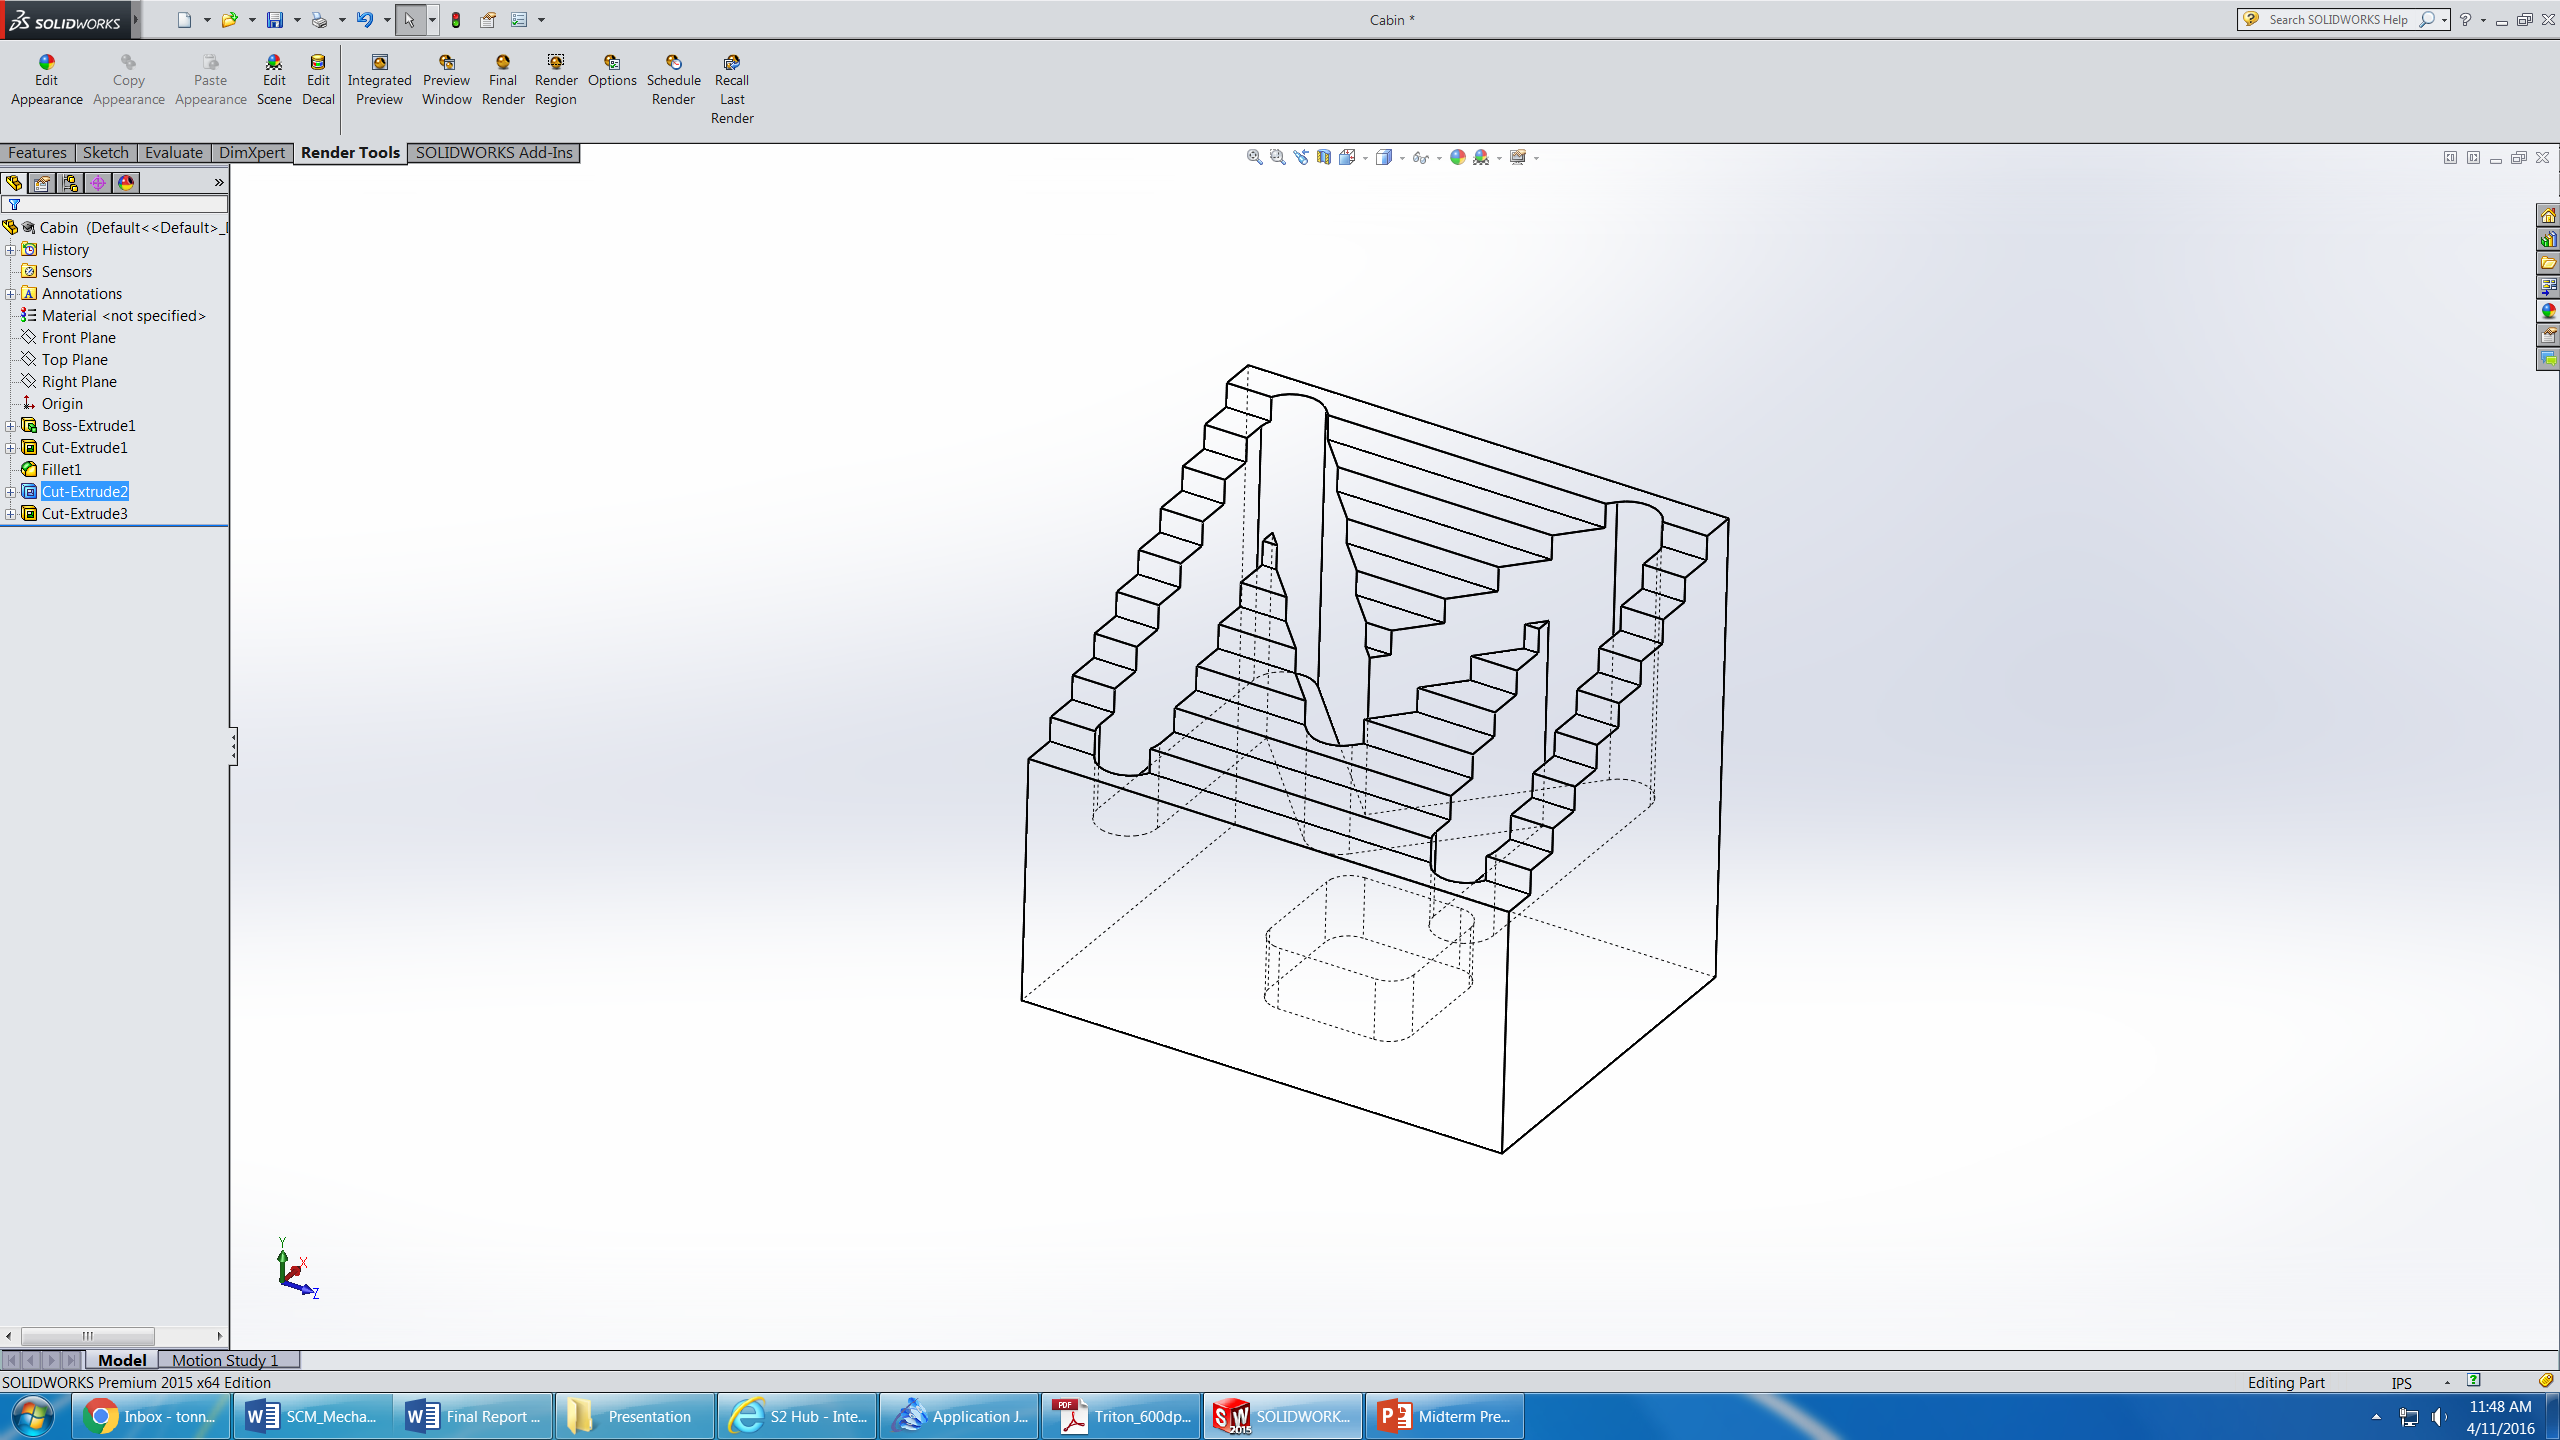 SOLIDWORKS
Cabin *
Search SOLIDWORKS Help
Edit Appearance
Copy Appearance
Paste Appearance
Edit Scene
Edit Decal
Integrated Preview
Preview Window
Final Render
Render Region
Options
Schedule Render
Recall Last Render
Features
Sketch
Evaluate
DimXpert
Render Tools
SOLIDWORKS Add-Ins
Cabin (Default<<Default>_
History
Sensors
Annotations
Material <not specified>
Front Plane
Top Plane
Right Plane
Origin
Boss-Extrude1
Cut-Extrude1
Fillet1
Cut-Extrude2
Cut-Extrude3
Y
X
Z
Model
Motion Study 1
SOLIDWORKS Premium 2015 x64 Edition
Editing Part
IPS
Inbox - tonn...
SCM_Mecha...
Final Report ...
Presentation
S2 Hub - Inte...
Application J...
Triton_600dp...
SOLIDWORK...
Midterm Pre...
11:48 AM
4/11/2016